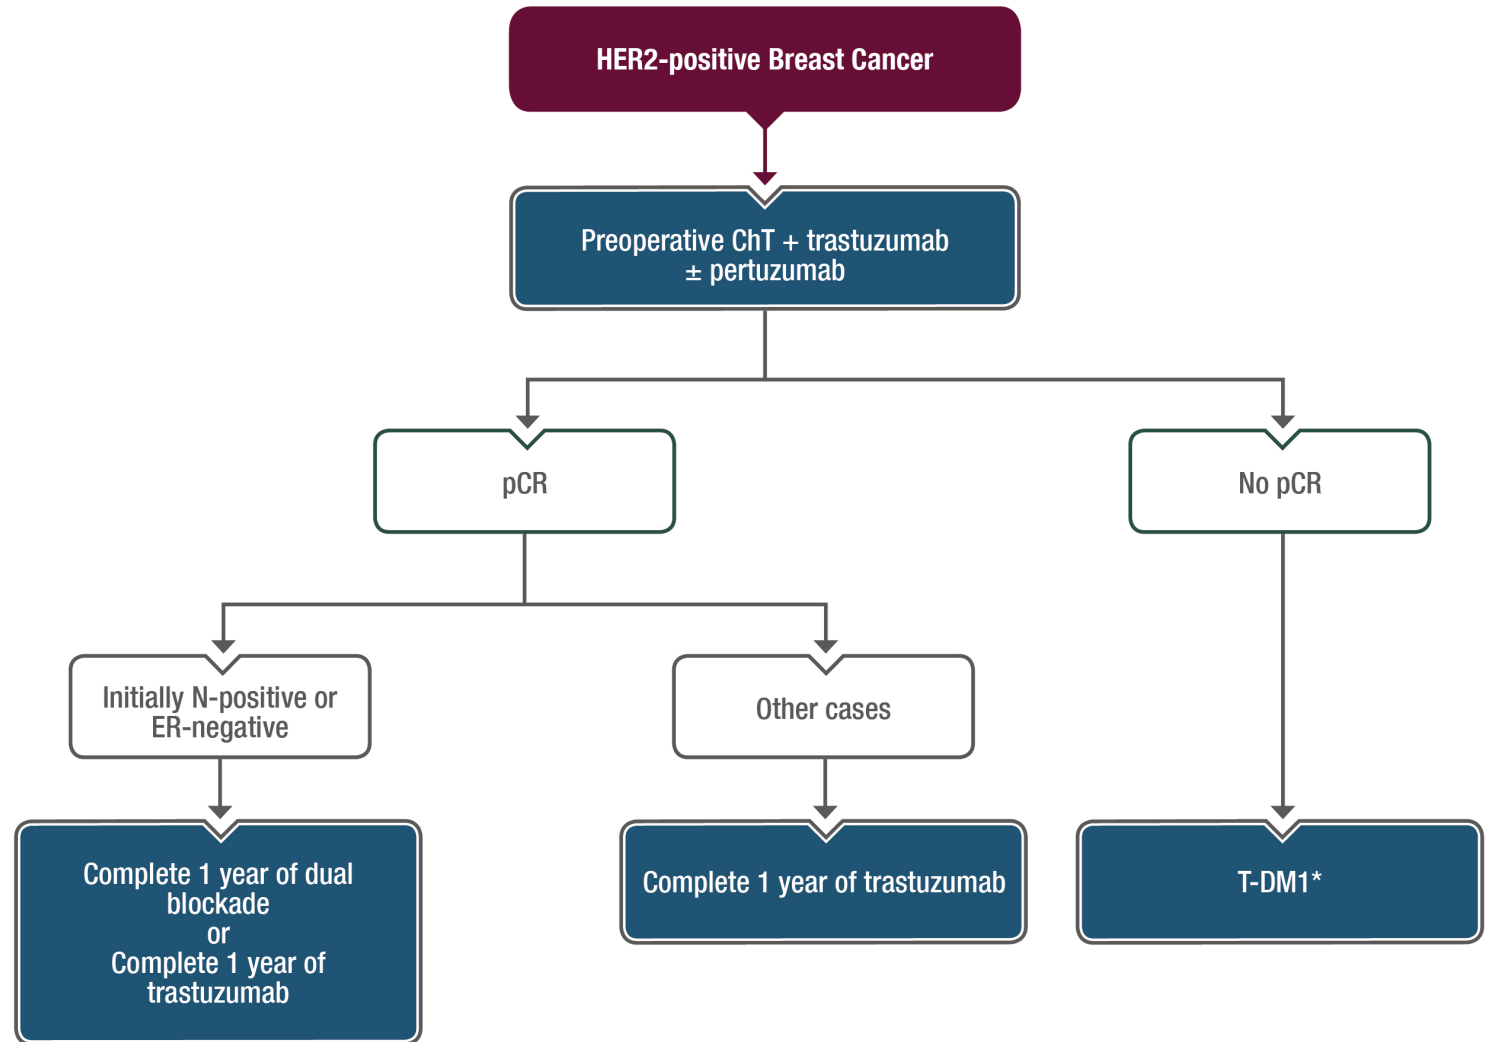 HER2-positive Breast Cancer
Preoperative ChT + trastuzumab
± pertuzumab
pCR
No pCR
Initially N-positive or
ER-negative
Other cases
Complete 1 year of dual
blockade
or
Complete 1 year of
trastuzumab
Complete 1 year of trastuzumab
T-DM1*